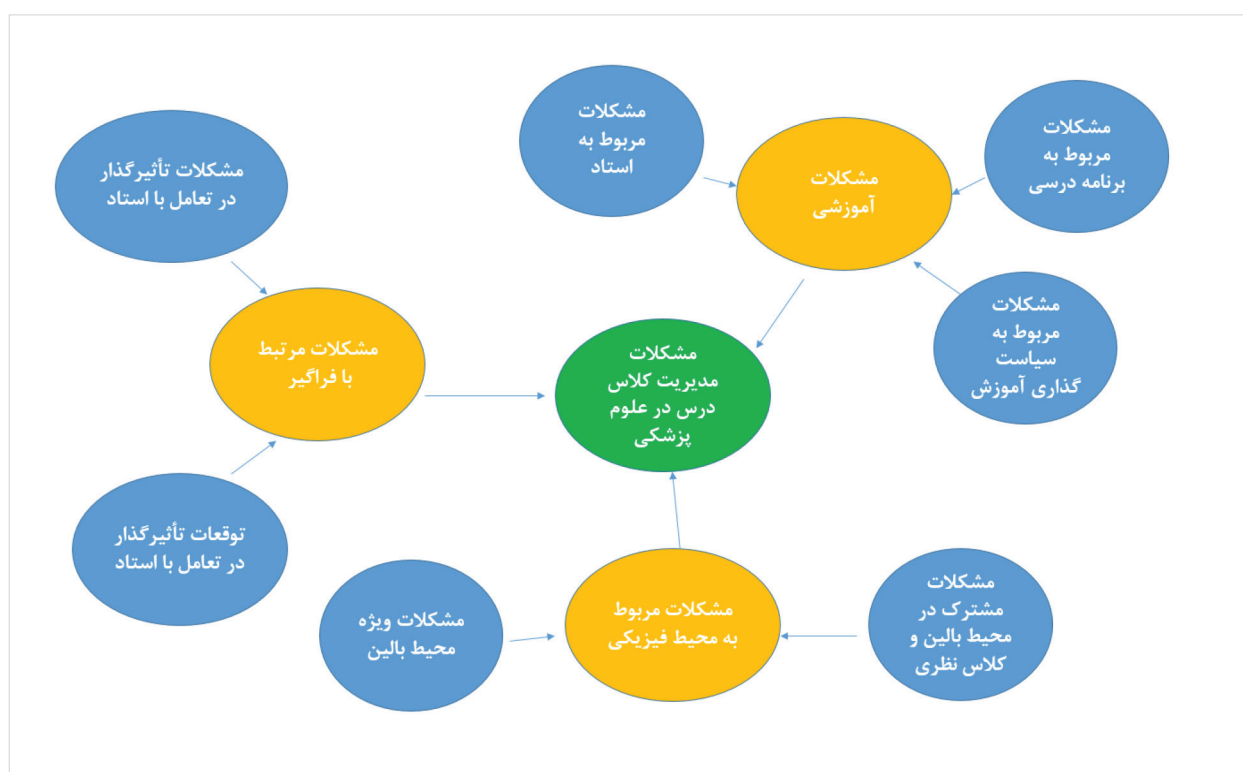 مشکلات
مربوط به
برنامه درسی
مشکلات
مربوط به
استاد
مشکلات
آموزشی
مشکلات
مربوط به
سیاست
گذاری آموزش
مشکلات تأثیرگذار
در تعامل با استاد
مشکلات مرتبط
با فراگیر
توقعات تأثیرگذار
در تعامل با استاد
مشکلات
مدیریت کلاس
درس در علوم
پزشکی
مشکلات
مشترک در
محیط بالین و
کلاس نظری
مشکلات مربوط
به محیط فیزیکی
مشکلات ویژه
محیط بالین